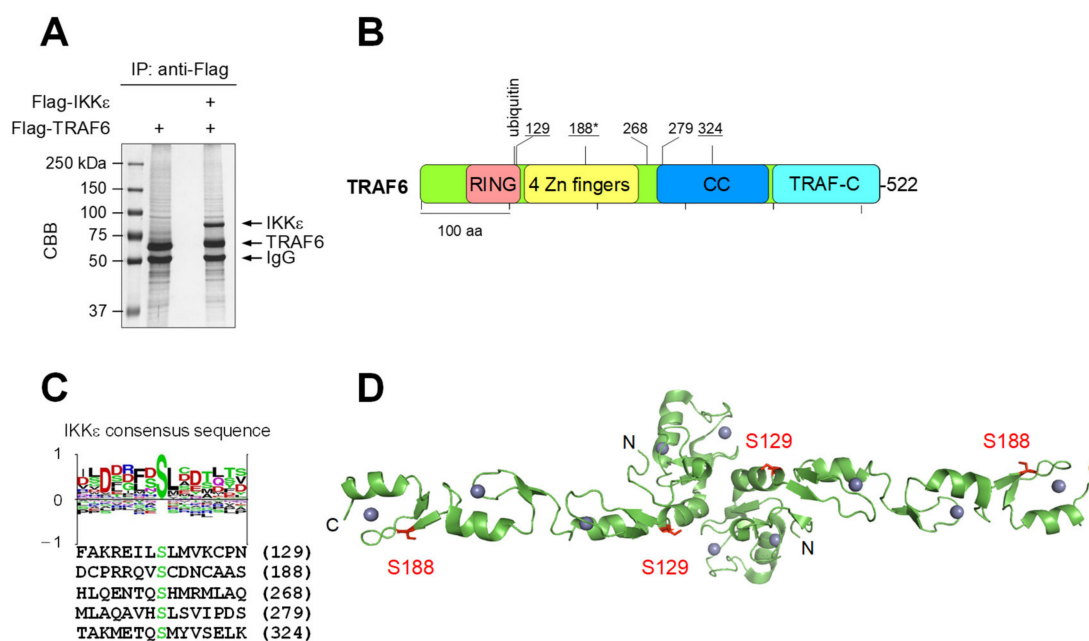 A
IP: anti-Flag
Flag-IKKε +
Flag-TRAF6 + +
250 kDa
150
100
75
50
37
CBB
IKKε
TRAF6
IgG
B
ubiquitin
129 188* 268 279 324
TRAF6 RING 4 Zn fingers CC TRAF-C -522
100 aa
C
IKKε consensus sequence
1
0
−1
FAKREILSLMVKCPN (129)
DCPRRQVSCDNCAAS (188)
HLQENTQSHMRMLAQ (268)
MLAQAVHSLSVIPDS (279)
TAKMETQSMYVSELK (324)
D
N
S129
S188
C
S188
S129
N